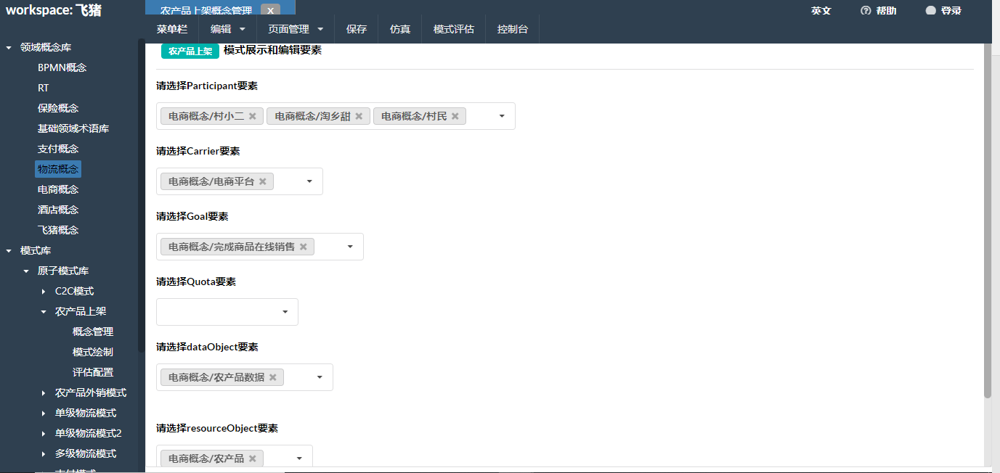 workspace: 飞猪
农产品上架概念管理 x
英文 帮助 登录
菜单栏 编辑 页面管理 保存 仿真 模式评估 控制台
领域概念库
BPMN概念
RT
保险概念
基础领域术语库
支付概念
物流概念
电商概念
酒店概念
飞猪概念
模式库
原子模式库
C2C模式
农产品上架
概念管理
模式绘制
评估配置
农产品外销模式
单级物流模式
单级物流模式2
多级物流模式
支付模式
农产品上架 模式展示和编辑要素
请选择Participant要素
电商概念/村小二 电商概念/淘乡甜 电商概念/村民
请选择Carrier要素
电商概念/电商平台
请选择Goal要素
电商概念/完成商品在线销售
请选择Quota要素
请选择dataObject要素
电商概念/农产品数据
请选择resourceObject要素
电商概念/农产品